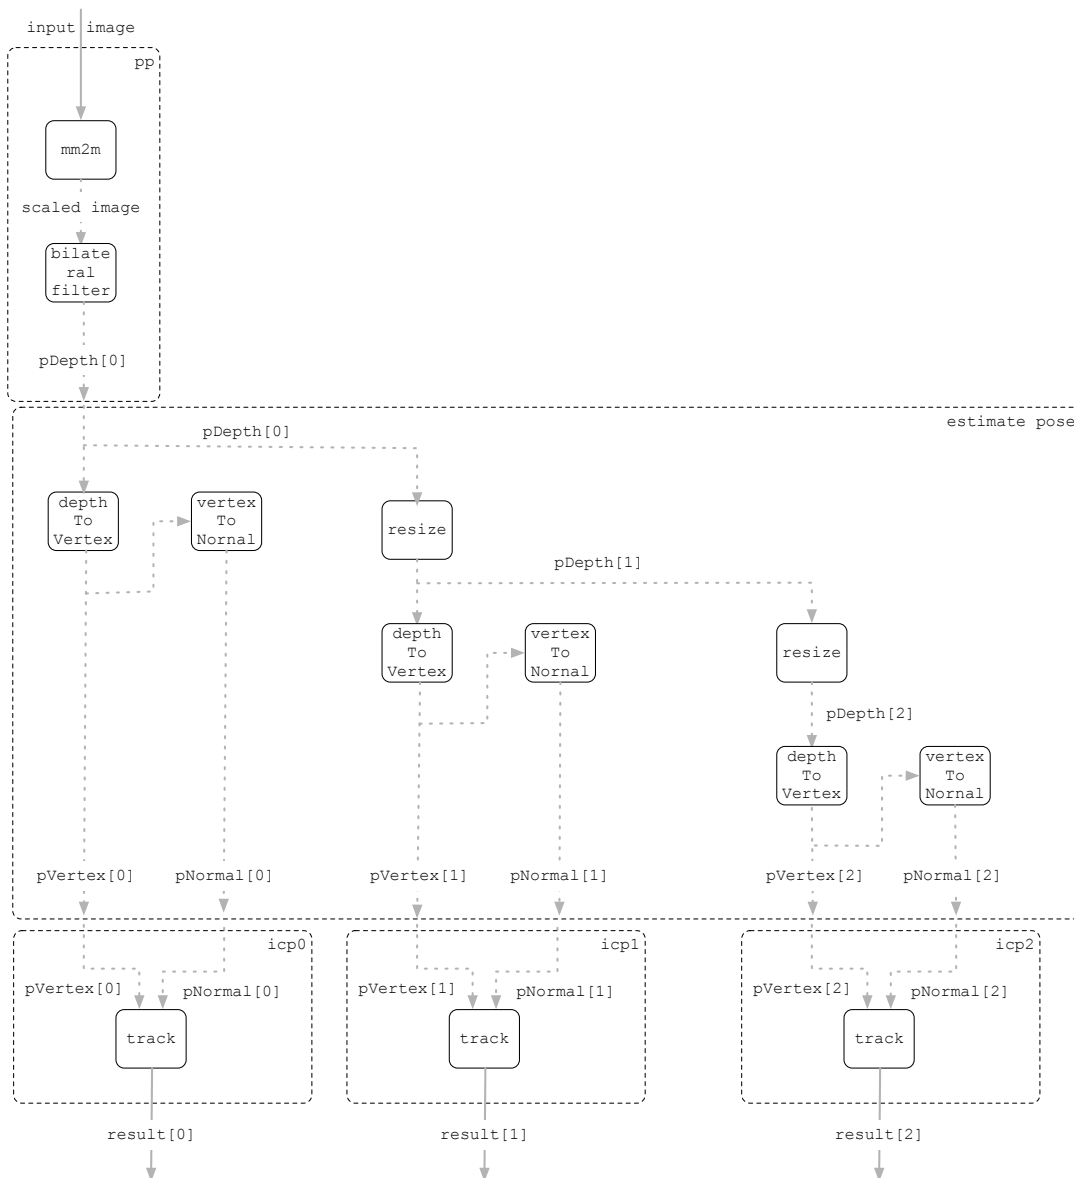 input image
pp
mm2m
scaled image
bilate
ral
filter
pDepth[0]
estimate pose
pDepth[0]
depth
To
Vertex
vertex
To
Nornal
resize
pDepth[1]
depth
To
Vertex
vertex
To
Nornal
resize
pDepth[2]
depth
To
Vertex
vertex
To
Nornal
pVertex[0]
pNormal[0]
pVertex[1]
pNormal[1]
pVertex[2]
pNormal[2]
icp0
icp1
icp2
pVertex[0]
pNormal[0]
pVertex[1]
pNormal[1]
pVertex[2]
pNormal[2]
track
track
track
result[0]
result[1]
result[2]